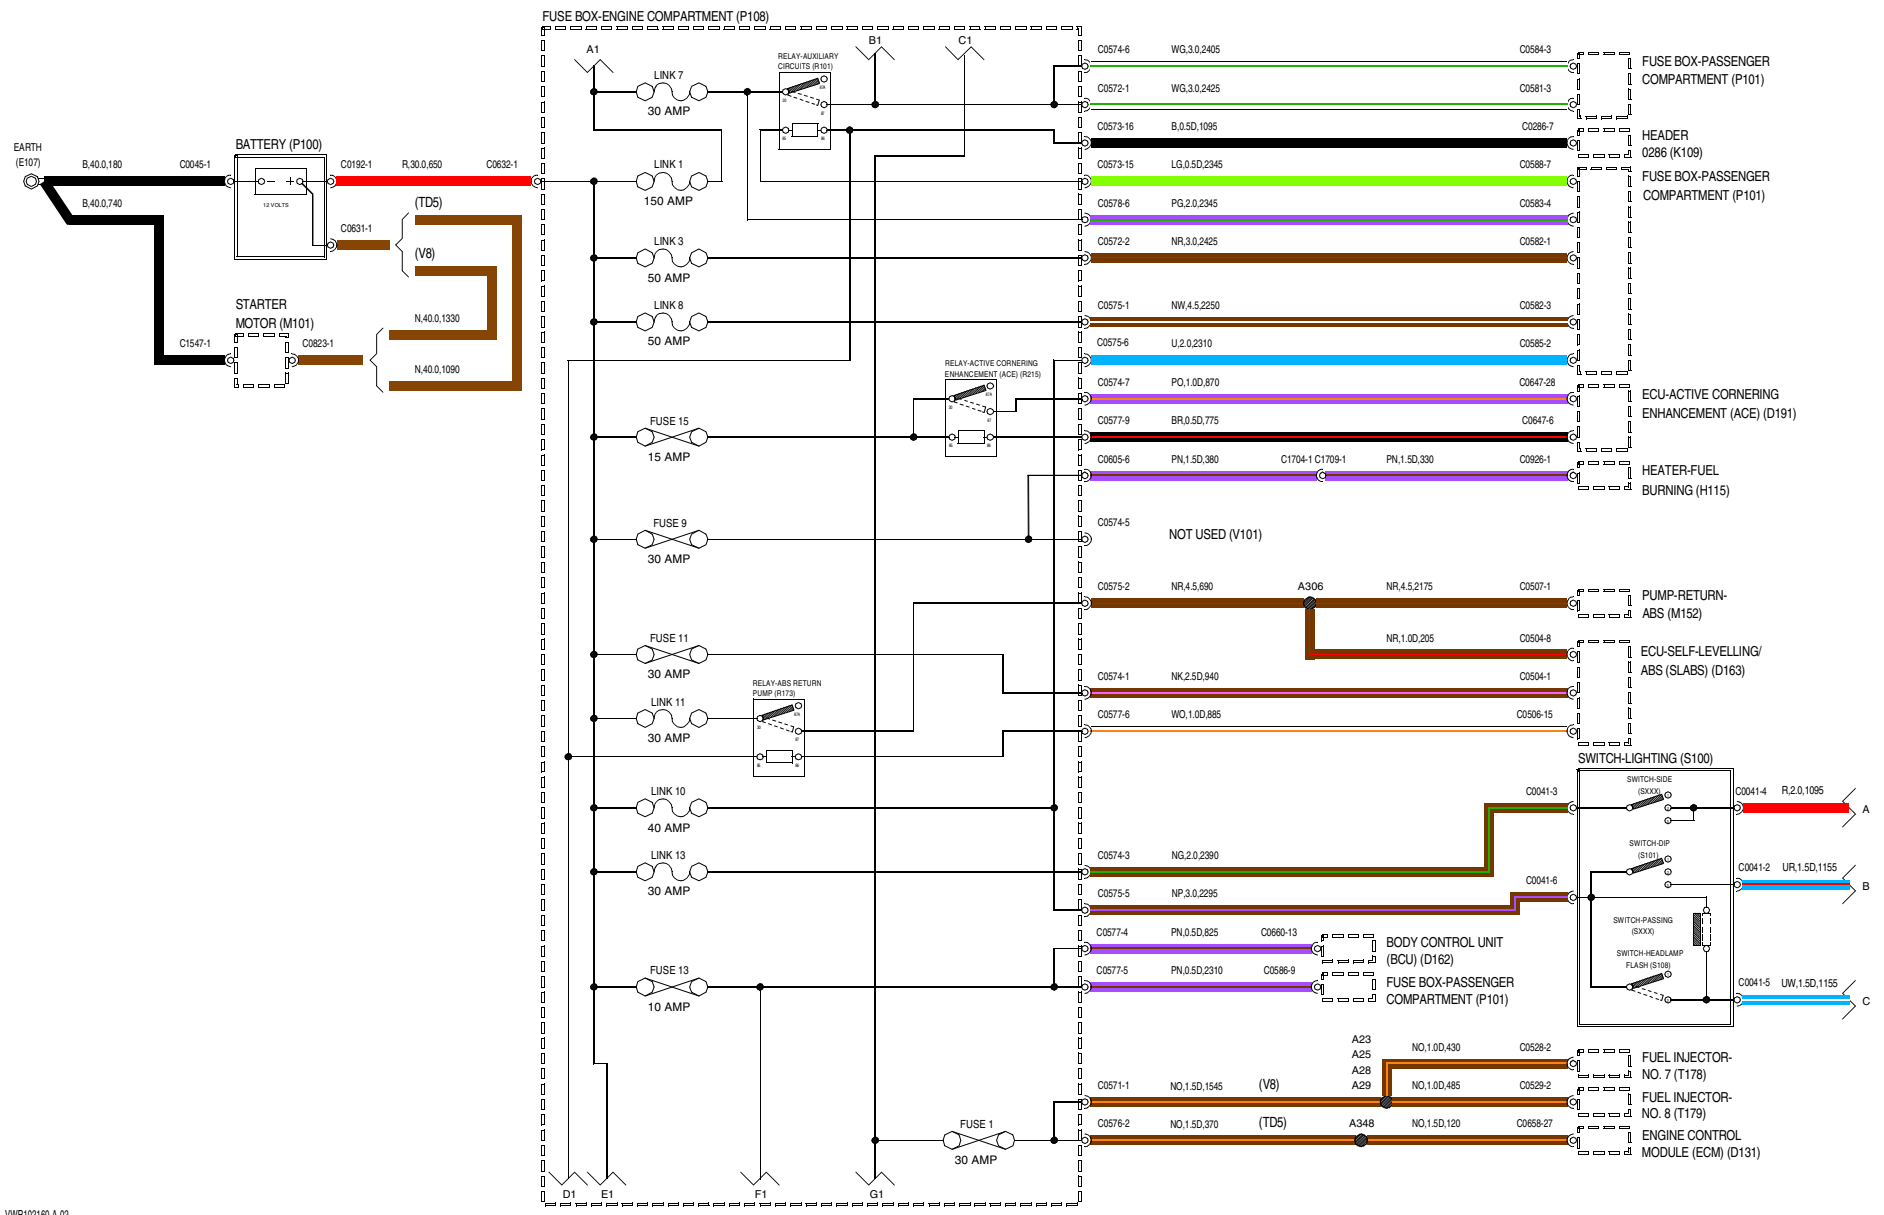 FUSE BOX-ENGINE COMPARTMENT (P108)
A1
B1
C1
RELAY-AUXILIARY
CIRCUITS (R101)
LINK 7
30 AMP
LINK 1
150 AMP
LINK 3
50 AMP
LINK 8
50 AMP
RELAY-ACTIVE CORNERING
ENHANCEMENT (ACE) (R215)
FUSE 15
15 AMP
FUSE 9
30 AMP
FUSE 11
30 AMP
LINK 11
30 AMP
RELAY-ABS RETURN
PUMP (R173)
LINK 10
40 AMP
LINK 13
30 AMP
FUSE 13
10 AMP
FUSE 1
30 AMP
D1
E1
F1
G1
EARTH
(E107)
B,40.0,180
C0045-1
BATTERY (P100)
- +
12 VOLTS
C0192-1
R,30.0,650
C0632-1
B,40.0,740
C0631-1
(TD5)
(V8)
STARTER
MOTOR (M101)
C1547-1
C0823-1
N,40.0,1330
N,40.0,1090
C0574-6 WG,3.0,2405 C0584-3
C0572-1 WG,3.0,2425 C0581-3
FUSE BOX-PASSENGER
COMPARTMENT (P101)
C0573-16 B,0.5D,1095 C0286-7
HEADER
0286 (K109)
C0573-15 LG,0.5D,2345 C0588-7
FUSE BOX-PASSENGER
COMPARTMENT (P101)
C0578-6 PG,2.0,2345 C0583-4
C0572-2 NR,3.0,2425 C0582-1
C0575-1 NW,4.5,2250 C0582-3
C0575-6 U,2.0,2310 C0585-2
C0574-7 PO,1.0D,870 C0647-28
ECU-ACTIVE CORNERING
ENHANCEMENT (ACE) (D191)
C0577-9 BR,0.5D,775 C0647-6
C0605-6 PN,1.5D,380 C1704-1 C1709-1 PN,1.5D,330 C0926-1
HEATER-FUEL
BURNING (H115)
C0574-5
NOT USED (V101)
C0575-2 NR,4.5,690 A306 NR,4.5,2175 C0507-1
PUMP-RETURN-
ABS (M152)
NR,1.0D,205 C0504-8
ECU-SELF-LEVELLING/
ABS (SLABS) (D163)
C0574-1 NK,2.5D,940 C0504-1
C0577-6 WO,1.0D,885 C0506-15
SWITCH-LIGHTING (S100)
SWITCH-SIDE
(SXXX)
C0041-3
C0041-4 R,2.0,1095
A
SWITCH-DIP
(S101)
C0574-3 NG,2.0,2390
C0041-2 UR,1.5D,1155
B
C0575-5 NP,3.0,2295 C0041-6
SWITCH-PASSING
(SXXX)
SWITCH-HEADLAMP
FLASH (S108)
C0041-5 UW,1.5D,1155
C
C0577-4 PN,0.5D,825 C0660-13
BODY CONTROL UNIT
(BCU) (D162)
C0577-5 PN,0.5D,2310 C0586-9
FUSE BOX-PASSENGER
COMPARTMENT (P101)
A23
A25
A28
A29
NO,1.0D,430 C0528-2
FUEL INJECTOR-
NO. 7 (T178)
C0571-1 NO,1.5D,1545 (V8) NO,1.0D,485 C0529-2
FUEL INJECTOR-
NO. 8 (T179)
C0576-2 NO,1.5D,370 (TD5) A348 NO,1.5D,120 C0658-27
ENGINE CONTROL
MODULE (ECM) (D131)